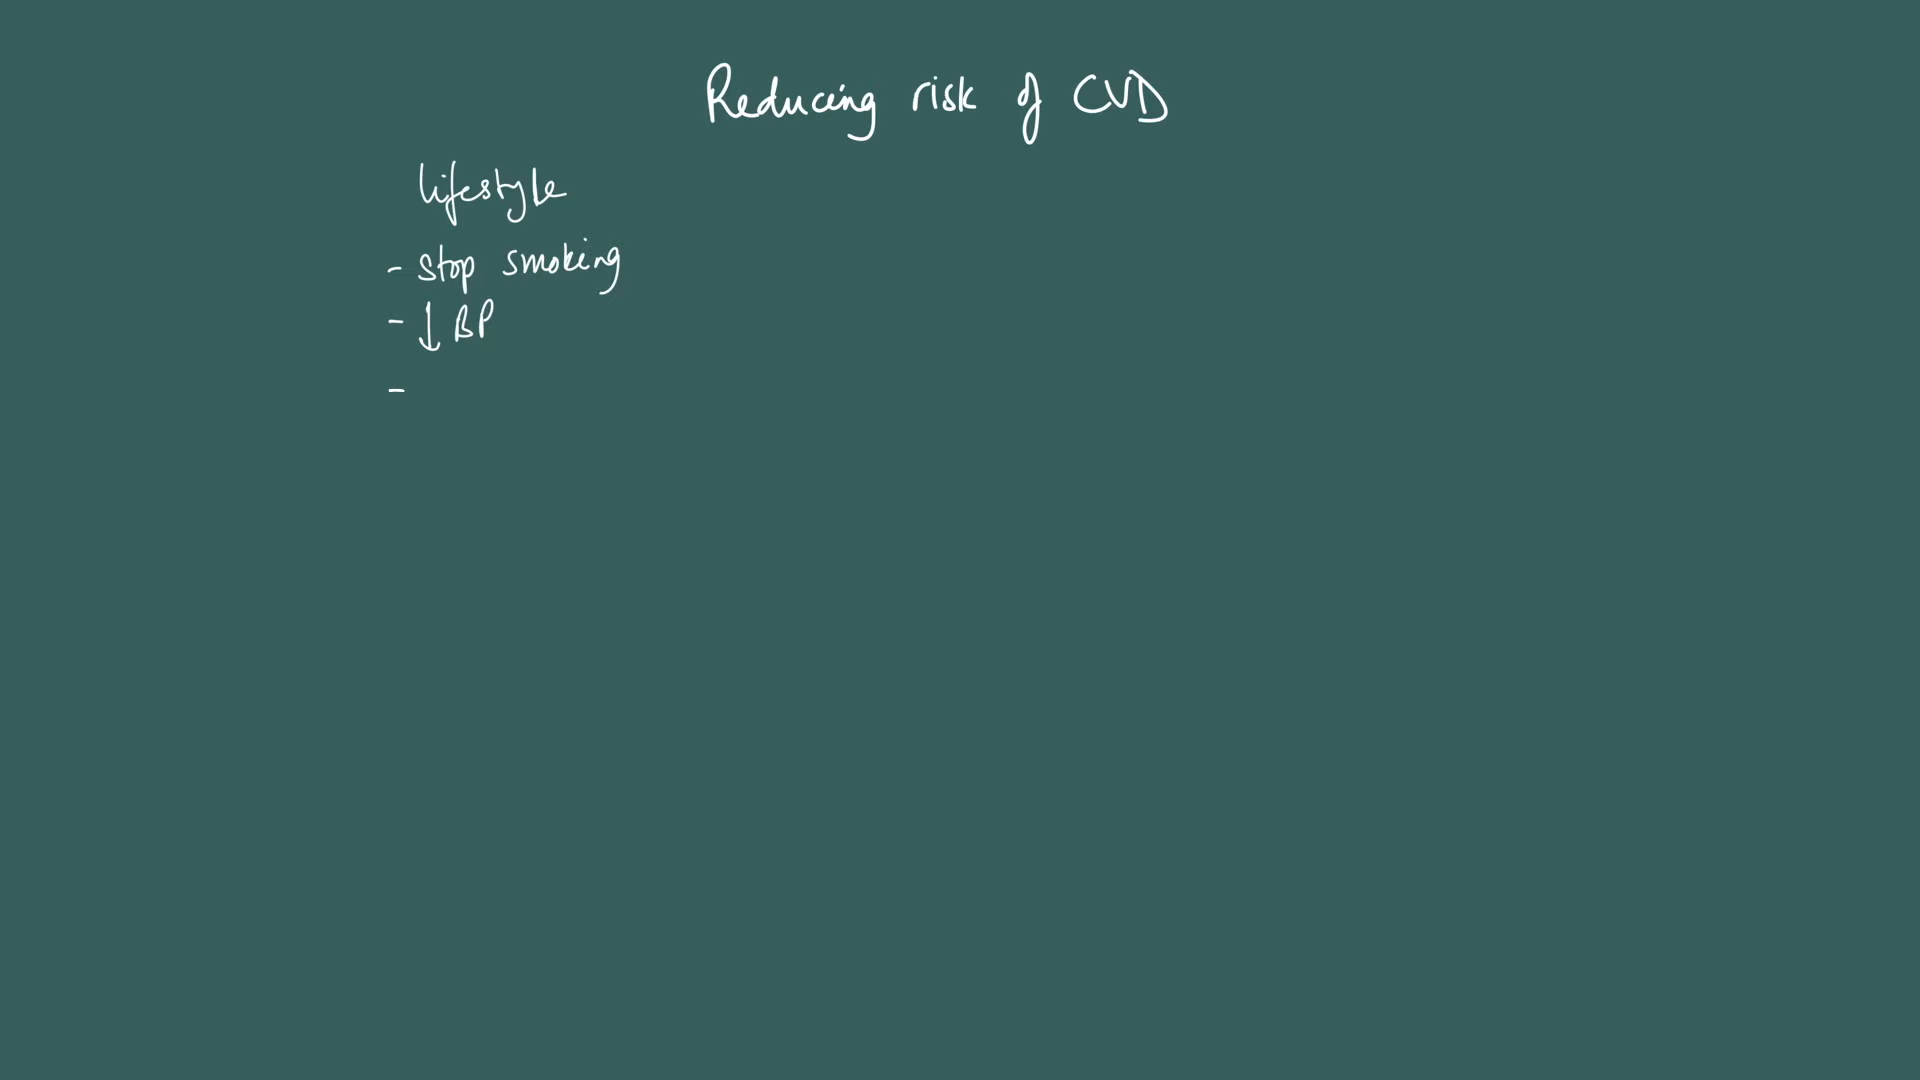 Reducing risk of CVD
lifestyle
- stop smoking
- ↓ BP
-